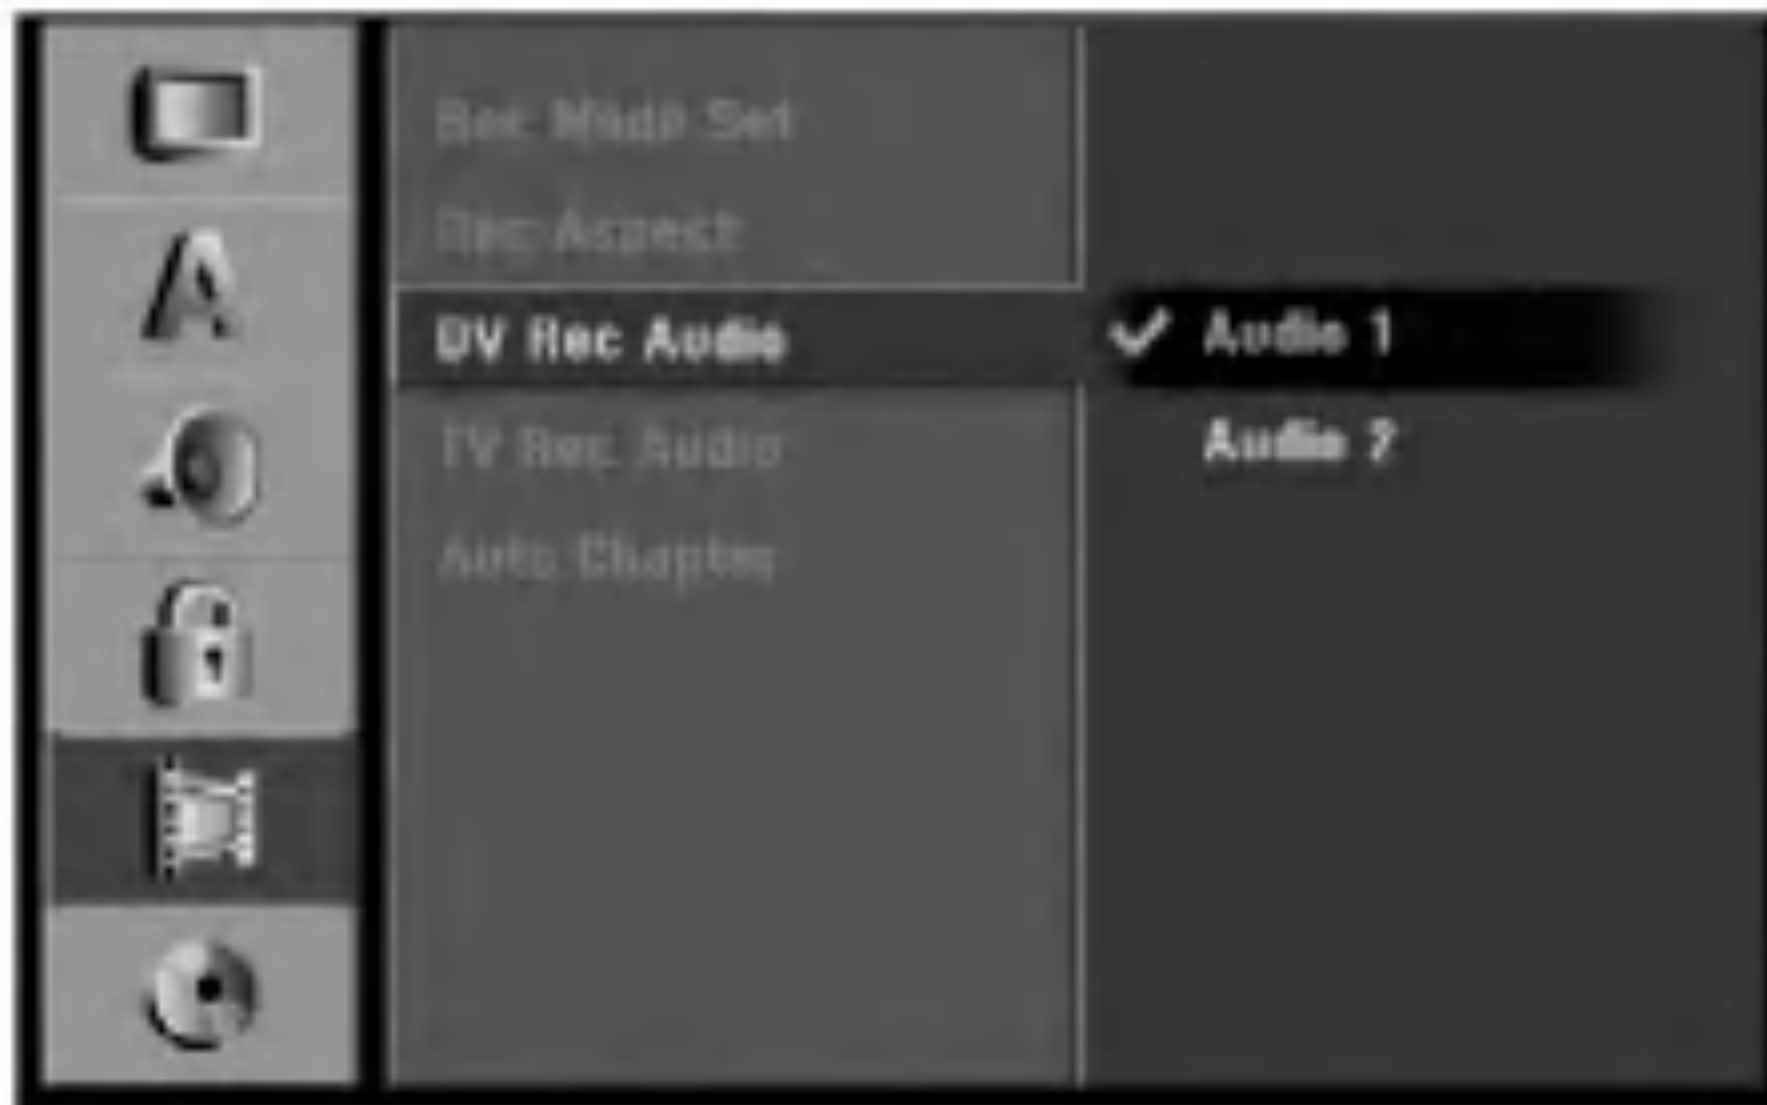 Rec Mode Set
Rec Aspect
DV Rec Audio
Audio 1
TV Rec Audio
Audio 2
Auto Chapter